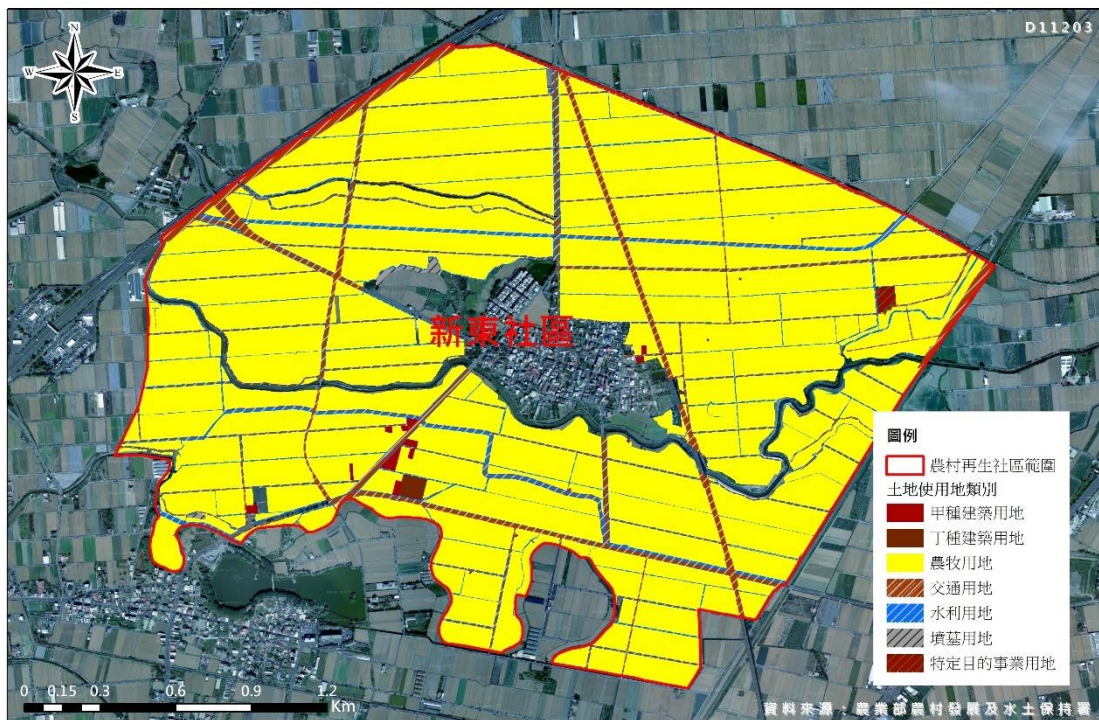 D11203
N
W E
S
新東社區
圖例
農村再生社區範圍
土地使用地類別
甲種建築用地
丁種建築用地
農牧用地
交通用地
水利用地
墳墓用地
特定目的事業用地
0 0.15 0.3 0.6 0.9 1.2
Km
資料來源：農業部農村發展及水土保持署